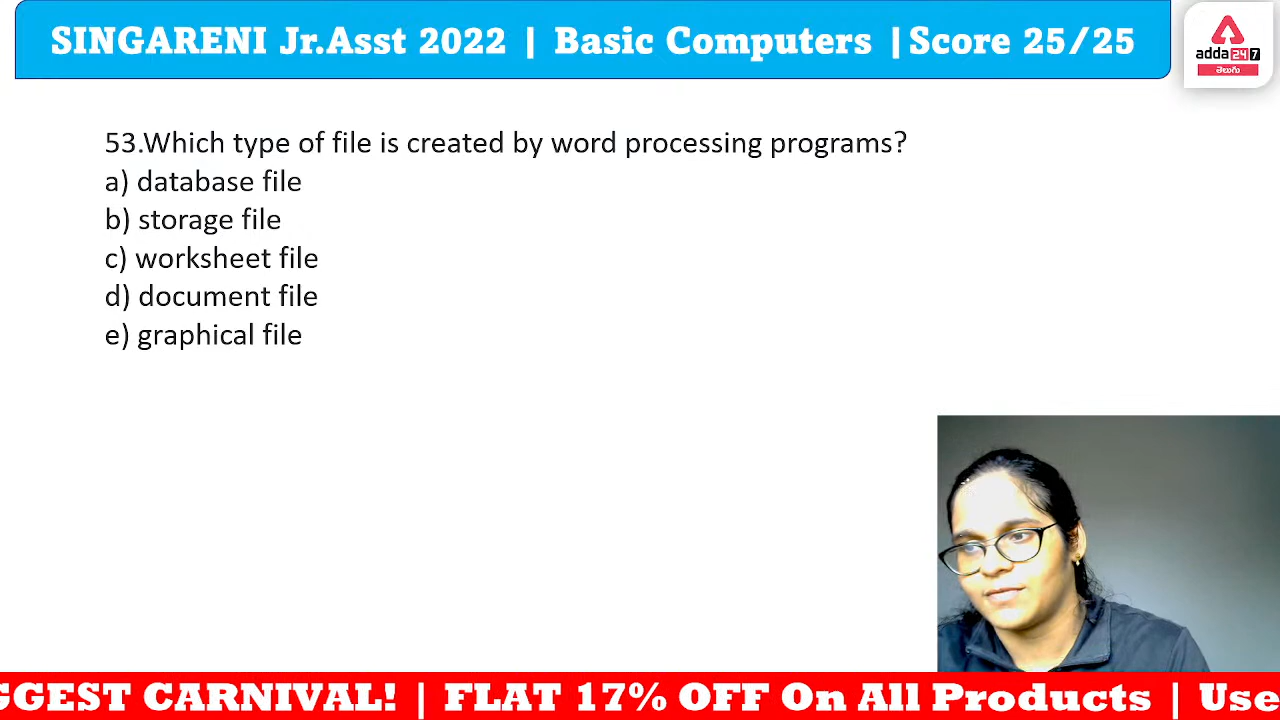 SINGARENI Jr.Asst 2022 | Basic Computers |Score 25/25
adda 247
తెలుగు
53.Which type of file is created by word processing programs?
a) database file
b) storage file
c) worksheet file
d) document file
e) graphical file
GGEST CARNIVAL! | FLAT 17% OFF On All Products | Use